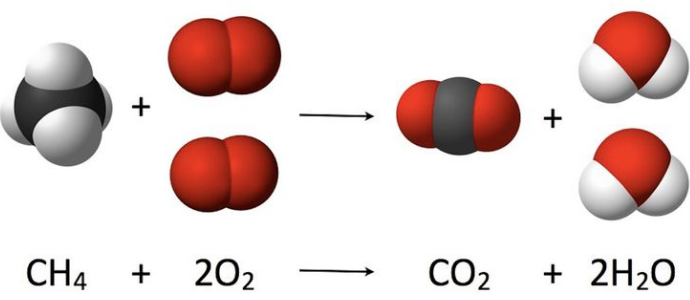 + → +
CH₄ + 2O₂ → CO₂ + 2H₂O